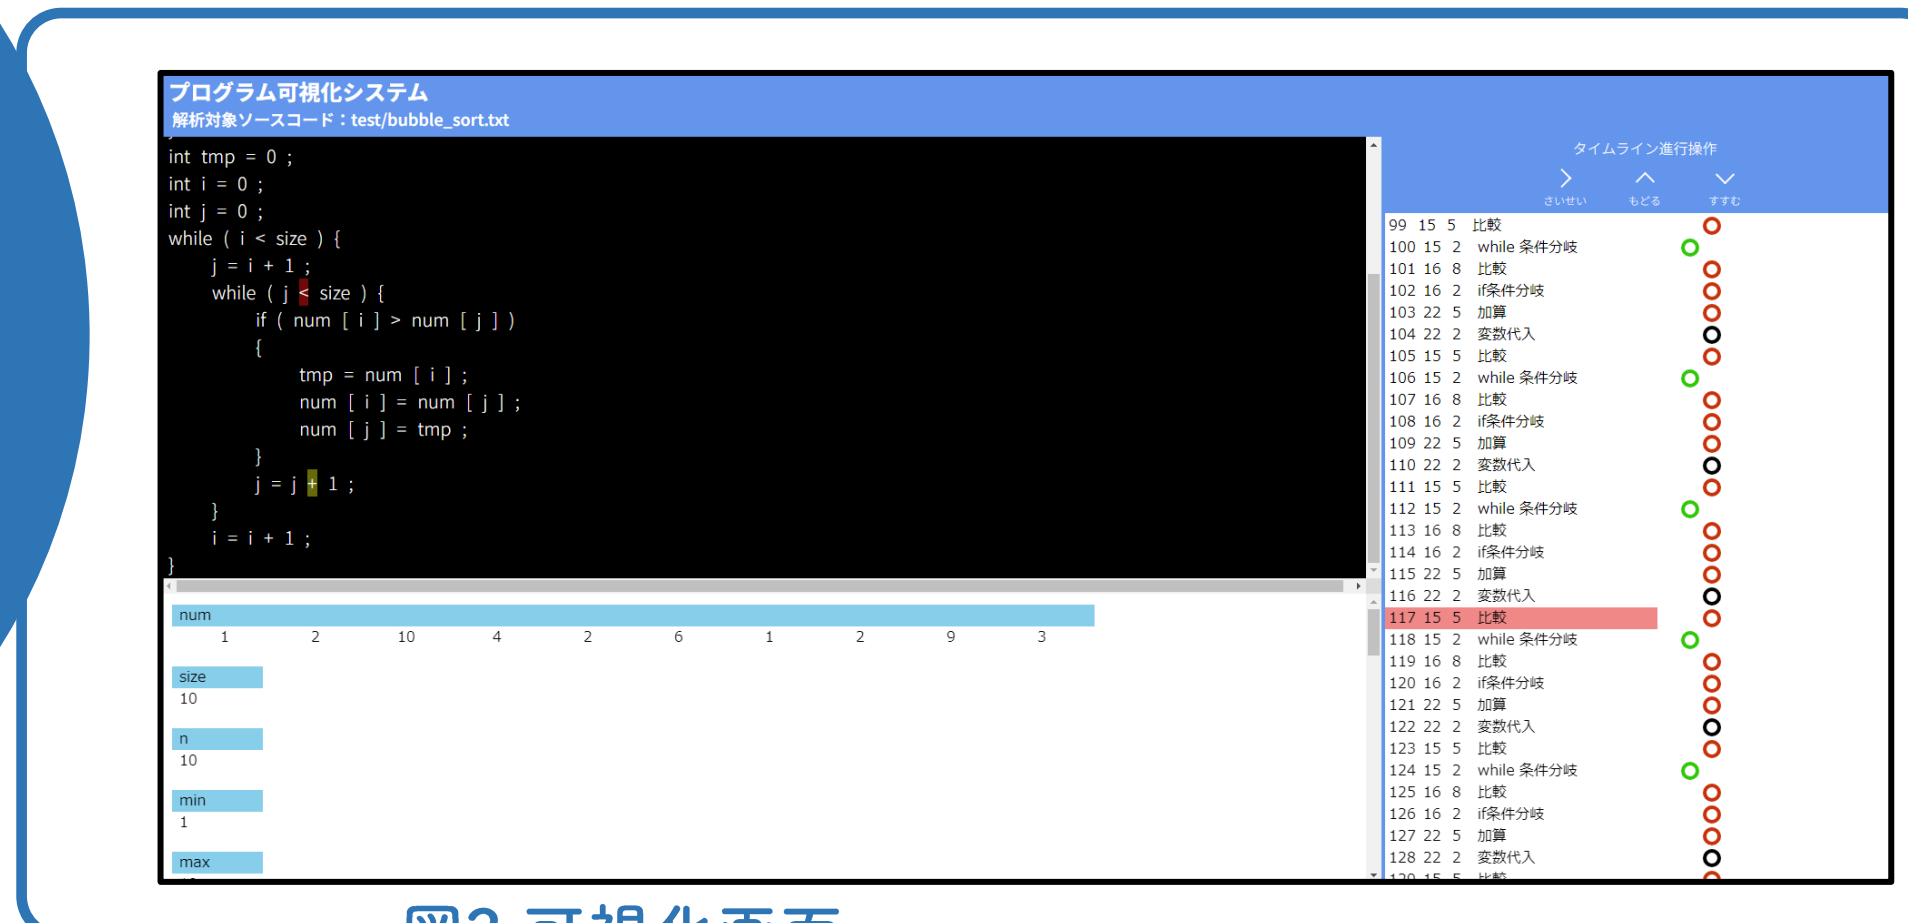 プログラム可視化システム
解析対象ソースコード：test/bubble_sort.txt
int tmp = 0 ;
int i = 0 ;
int j = 0 ;
while ( i < size ) {
j = i + 1 ;
while ( j < size ) {
if ( num [ i ] > num [ j ] )
{
tmp = num [ i ] ;
num [ i ] = num [ j ] ;
num [ j ] = tmp ;
}
j = j + 1 ;
}
i = i + 1 ;
}
num
1 2 10 4 2 6 1 2 9 3
size
10
n
10
min
1
max
タイムライン進行操作
さいせい もどる すすむ
99 15 5 比較
100 15 2 while 条件分岐
101 16 8 比較
102 16 2 if条件分岐
103 22 5 加算
104 22 2 変数代入
105 15 5 比較
106 15 2 while 条件分岐
107 16 8 比較
108 16 2 if条件分岐
109 22 5 加算
110 22 2 変数代入
111 15 5 比較
112 15 2 while 条件分岐
113 16 8 比較
114 16 2 if条件分岐
115 22 5 加算
116 22 2 変数代入
117 15 5 比較
118 15 2 while 条件分岐
119 16 8 比較
120 16 2 if条件分岐
121 22 5 加算
122 22 2 変数代入
123 15 5 比較
124 15 2 while 条件分岐
125 16 8 比較
126 16 2 if条件分岐
127 22 5 加算
128 22 2 変数代入
129 15 5 比較
図2 可視化画面